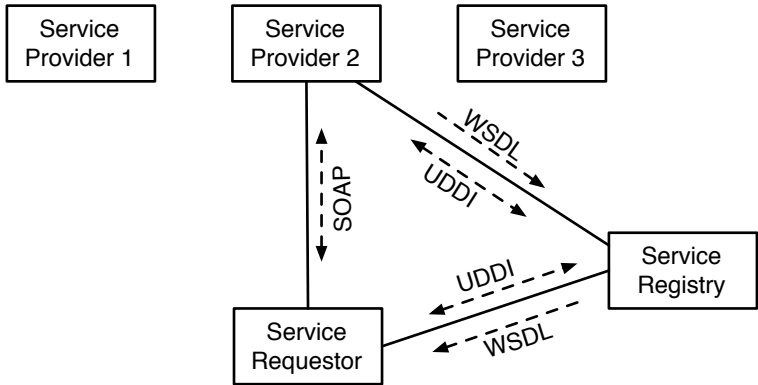 Service
Provider 1
Service
Provider 2
Service
Provider 3
WSDL
UDDI
SOAP
Service
Registry
UDDI
WSDL
Service
Requestor